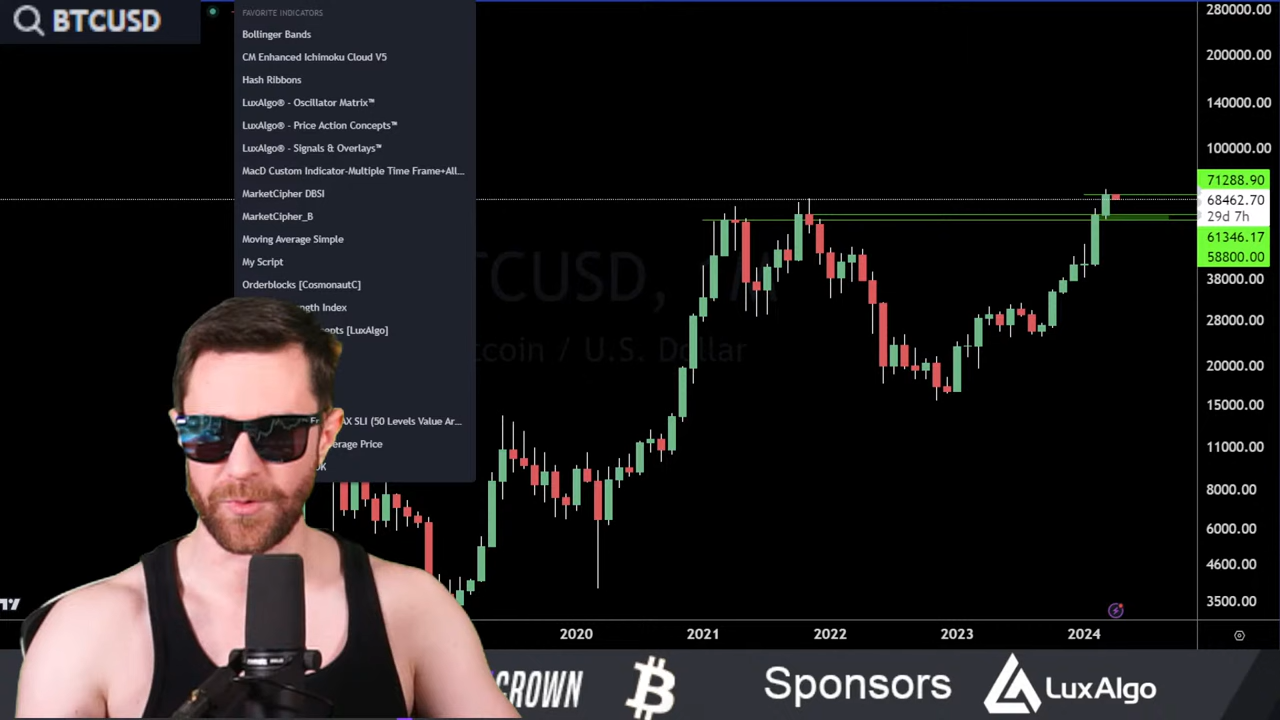 BTCUSD
FAVORITE INDICATORS
Bollinger Bands
CM Enhanced Ichimoku Cloud V5
Hash Ribbons
LuxAlgo® - Oscillator Matrix™
LuxAlgo® - Price Action Concepts™
LuxAlgo® - Signals & Overlays™
MacD Custom Indicator-Multiple Time Frame+All...
MarketCipher DBSI
MarketCipher_B
Moving Average Simple
My Script
Orderblocks [CosmonautC]
Index
[LuxAlgo]
SLI (50 Levels Value Ar...
Price
280000.00
200000.00
140000.00
100000.00
71288.90
68462.70
29d 7h
61346.17
58800.00
38000.00
28000.00
20000.00
15000.00
11000.00
8000.00
6000.00
4600.00
3500.00
/ U.S. Dollar
2020
2021
2022
2023
2024
Sponsors
LuxAlgo